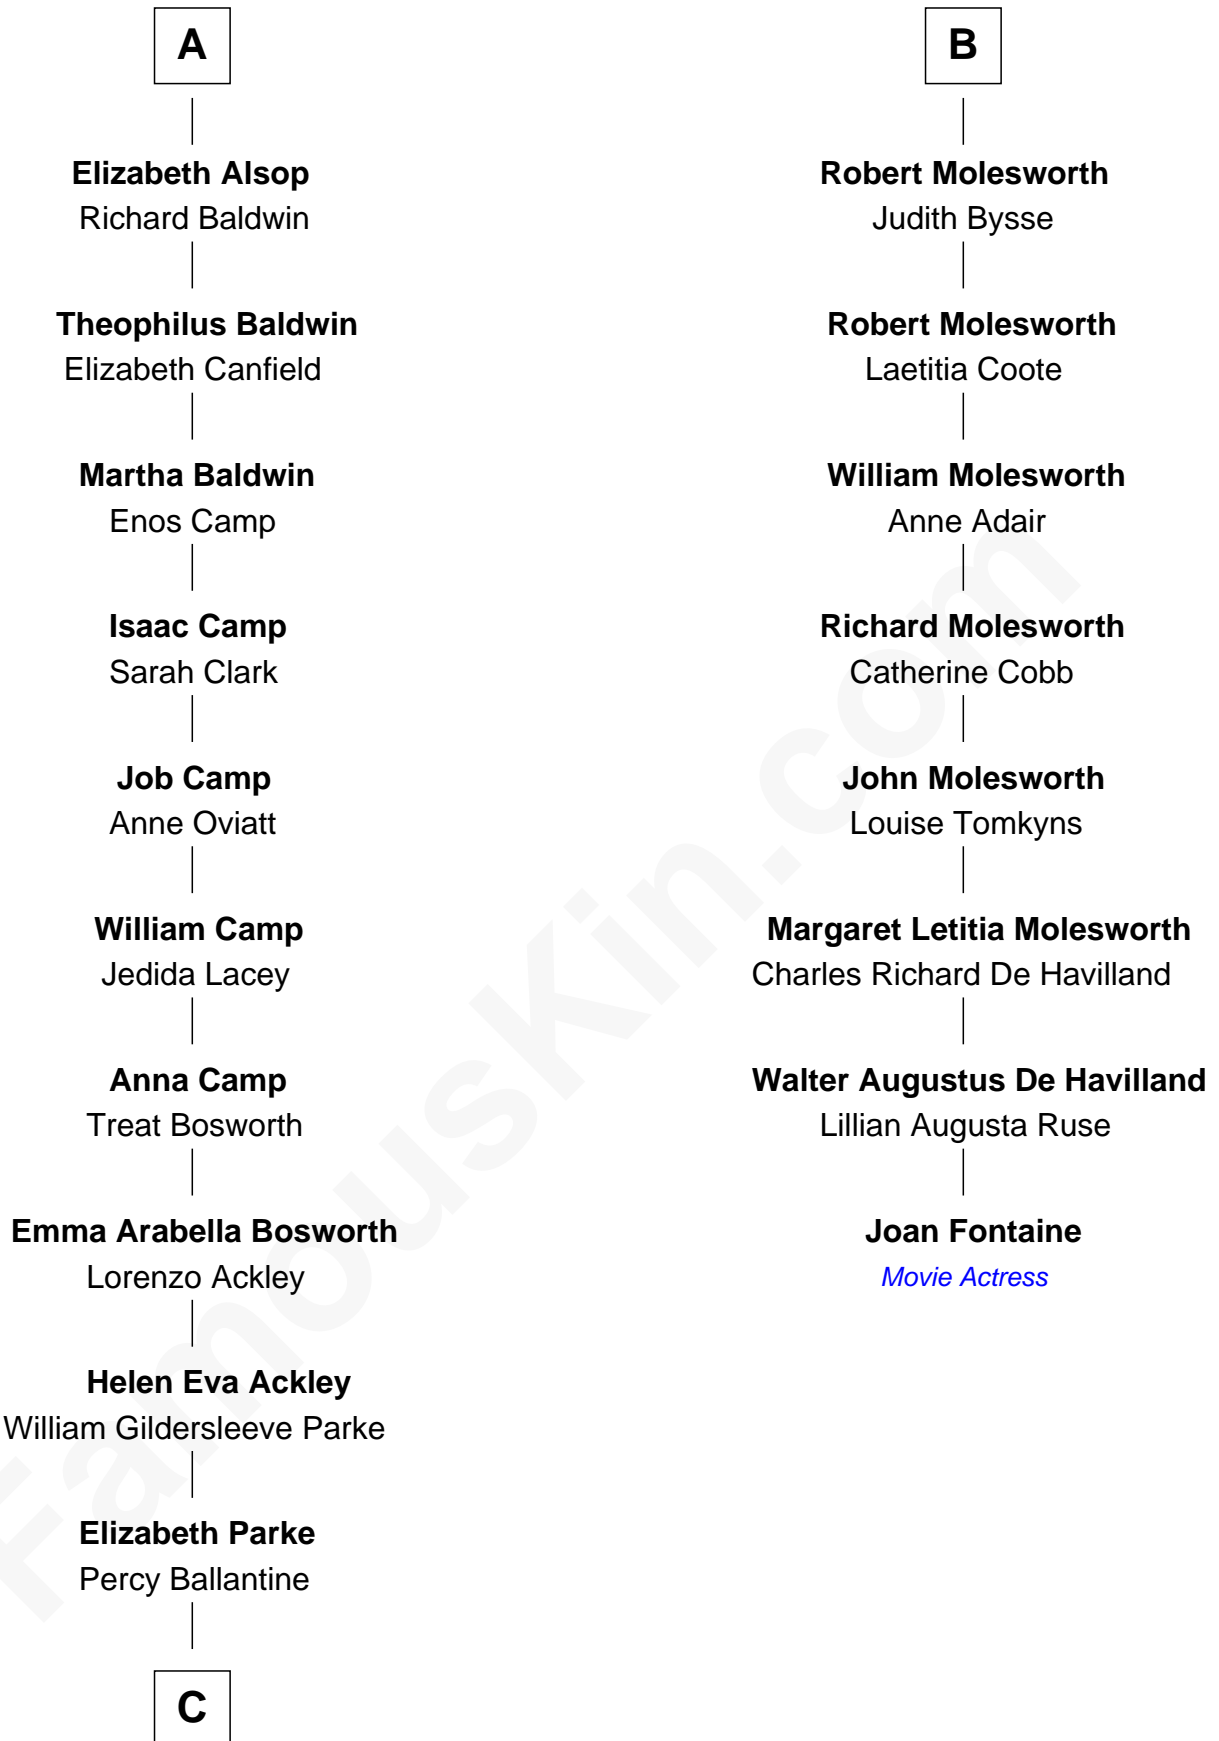 A
Elizabeth Alsop
Richard Baldwin
Theophilus Baldwin
Elizabeth Canfield
Martha Baldwin
Enos Camp
Isaac Camp
Sarah Clark
Job Camp
Anne Oviatt
William Camp
Jedida Lacey
Anna Camp
Treat Bosworth
Emma Arabella Bosworth
Lorenzo Ackley
Helen Eva Ackley
William Gildersleeve Parke
Elizabeth Parke
Percy Ballantine
C
B
Robert Molesworth
Judith Bysse
Robert Molesworth
Laetitia Coote
William Molesworth
Anne Adair
Richard Molesworth
Catherine Cobb
John Molesworth
Louise Tomkyns
Margaret Letitia Molesworth
Charles Richard De Havilland
Walter Augustus De Havilland
Lillian Augusta Ruse
Joan Fontaine
Movie Actress
FamousKin.com